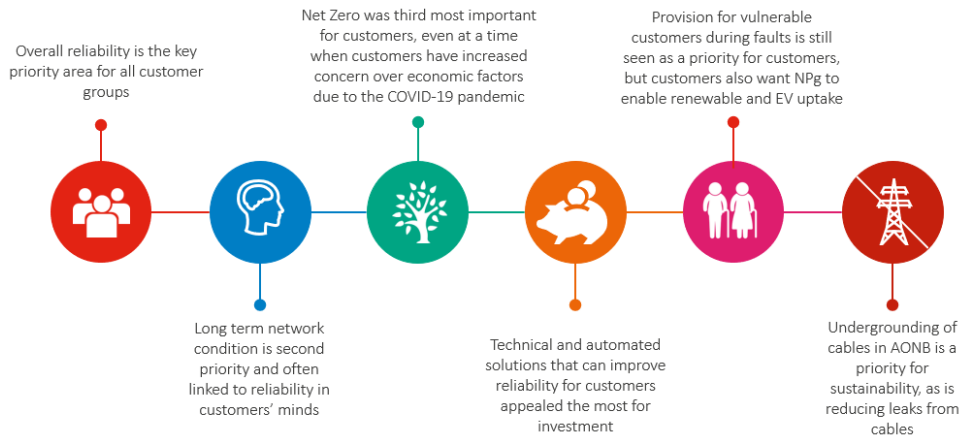 Overall reliability is the key
priority area for all customer
groups
Long term network
condition is second
priority and often
linked to reliability in
customers’ minds
Net Zero was third most important
for customers, even at a time
when customers have increased
concern over economic factors
due to the COVID-19 pandemic
Technical and automated
solutions that can improve
reliability for customers
appealed the most for
investment
Provision for vulnerable
customers during faults is still
seen as a priority for customers,
but customers also want NPg to
enable renewable and EV uptake
Undergrounding of
cables in AONB is a
priority for
sustainability, as is
reducing leaks from
cables